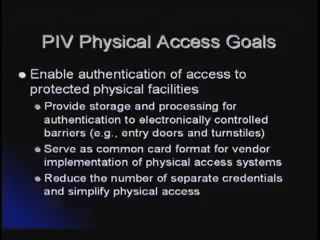 PIV Physical Access Goals
Enable authentication of access to
protected physical facilities
Provide storage and processing for
authentication to electronically controlled
barriers (e.g., entry doors and turnstiles)
Serve as common card format for vendor
implementation of physical access systems
Reduce the number of separate credentials
and simplify physical access